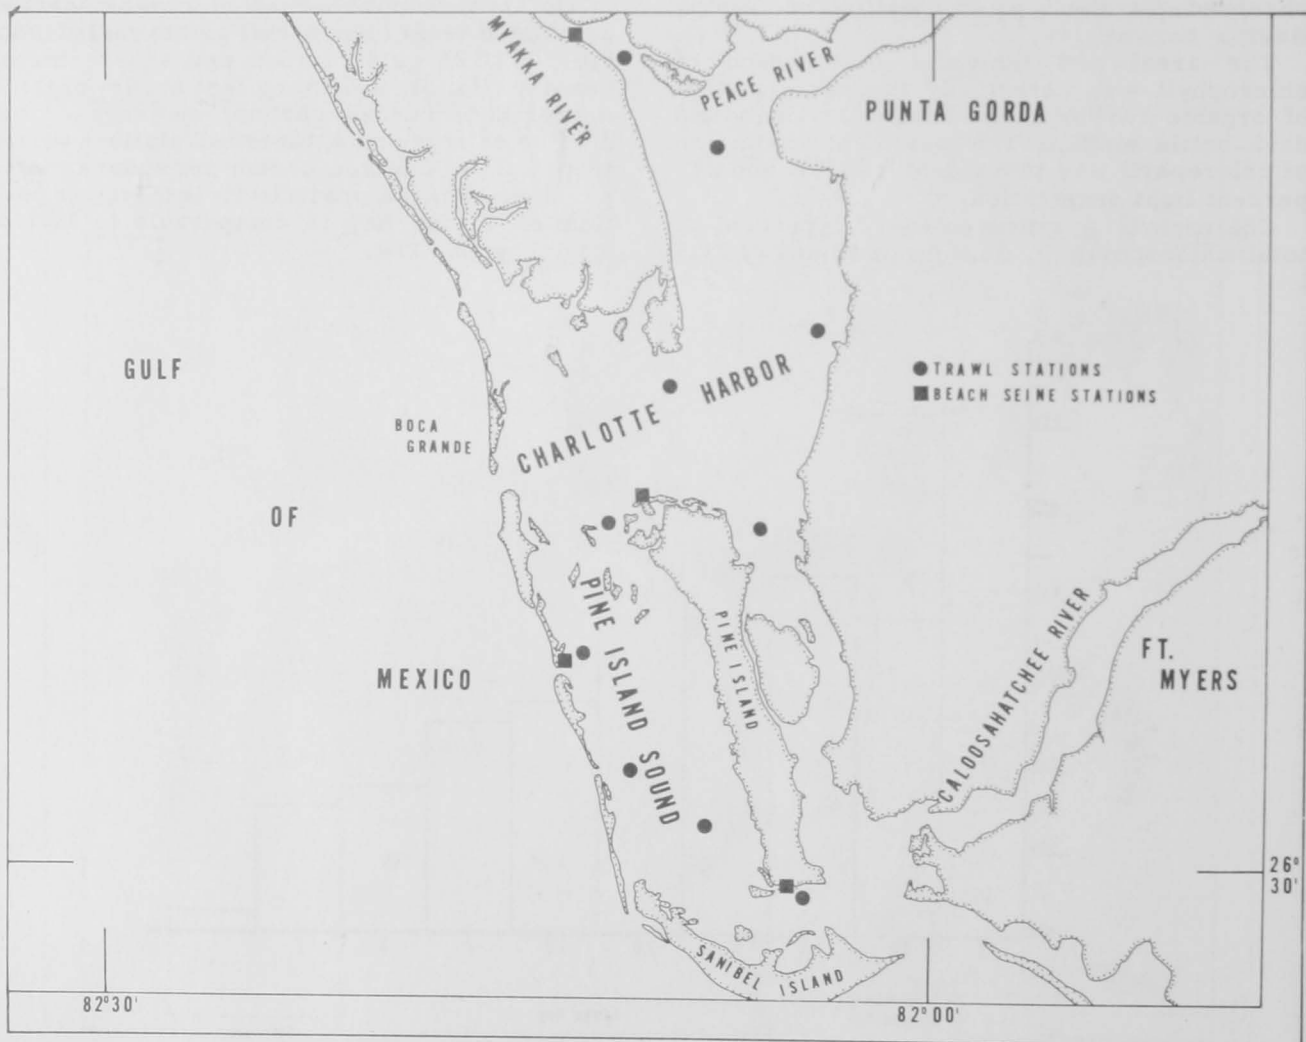 MYAKKA RIVER
PEACE RIVER
PUNTA GORDA
GULF
OF
MEXICO
BOCA
GRANDE
CHARLOTTE HARBOR
TRAWL STATIONS
BEACH SEINE STATIONS
PINE ISLAND SOUND
PINE ISLAND
CALOOSAHATCHEE RIVER
FT.
MYERS
SANIBEL ISLAND
26°
30'
82°30'
82°00'